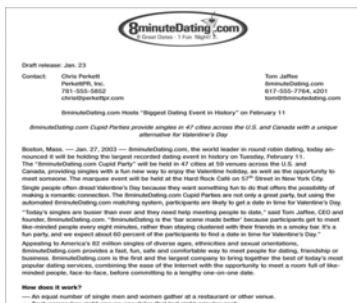 8minuteDating.com
8 Great Dates · 1 Fun Night!
Draft release: Jan. 23
Contact: Chris Perkett Tom Jaffee
PerkettPR, Inc. 8minuteDating.com
781-555-5852 617-555-7764, x201
chris@perkettpr.com tom@8minutedating.com
8minuteDating.com Hosts "Biggest Dating Event in History" on February 11
8minuteDating.com Cupid Parties provide singles in 47 cities across the U.S. and Canada with a unique
alternative for Valentine's Day
Boston, Mass. — Jan. 27, 2003 — 8minuteDating.com, the world leader in round robin dating, today an-
nounced it will be holding the largest recorded dating event in history on Tuesday, February 11.
The "8minuteDating.com Cupid Party" will be held in 47 cities at 59 venues across the U.S. and
Canada, providing singles with a fun new way to enjoy the Valentine holiday, as well as the opportunity to
meet someone. The marquee event will be held at the Hard Rock Café on 57th Street in New York City.
Single people often dread Valentine's Day because they want something fun to do that offers the possibility of
making a romantic connection. The 8minuteDating.com Cupid Parties are not only a great party, but using the
automated 8minuteDating.com matching system, participants are likely to get a date in time for Valentine's Day.
"Today's singles are busier than ever and they need help meeting people to date," said Tom Jaffee, CEO and
founder, 8minuteDating.com. "8minuteDating is the 'bar scene made better' because participants get to meet
like-minded people every eight minutes, rather than staying clustered with their friends in a smoky bar. It's a
fun party, and we expect about 60 percent of the participants to find a date in time for Valentine's Day."
Appealing to America's 82 million singles of diverse ages, ethnicities and sexual orientations,
8minuteDating.com provides a fast, fun, safe and comfortable way to meet people for dating, friendship or
business. 8minuteDating.com is the first and the largest company to bring together the best of today's most
popular dating services, combining the ease of the Internet with the opportunity to meet a room full of like-
minded people, face-to-face, before committing to a lengthy one-on-one date.
How does it work?
— An equal number of single men and women gather at a restaurant or other venue.